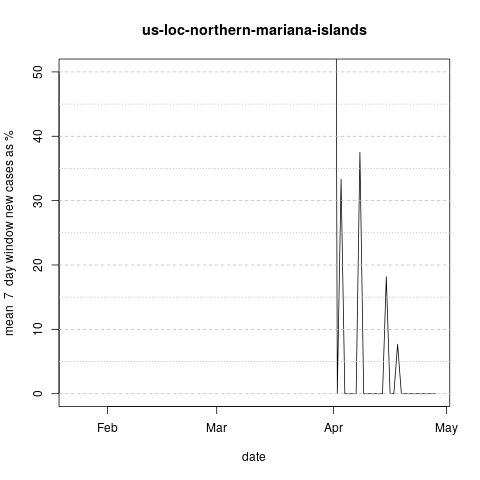 us-loc-northern-mariana-islands
mean 7 day window new cases as %
50
40
30
20
10
0
Feb Mar Apr May
date